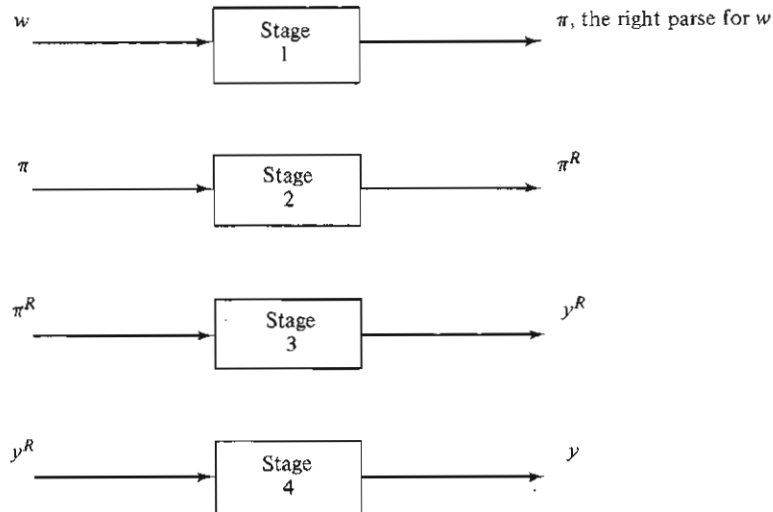 w Stage 1 π, the right parse for w
π Stage 2 π^R
π^R Stage 3 y^R
y^R Stage 4 y